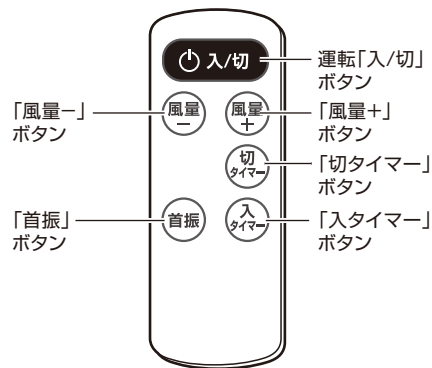 入/切
運転「入/切」
ボタン
「風量－」
ボタン
風量
－
風量
＋
「風量＋」
ボタン
切
タイマー
「切タイマー」
ボタン
「首振」
ボタン
首振
入
タイマー
「入タイマー」
ボタン